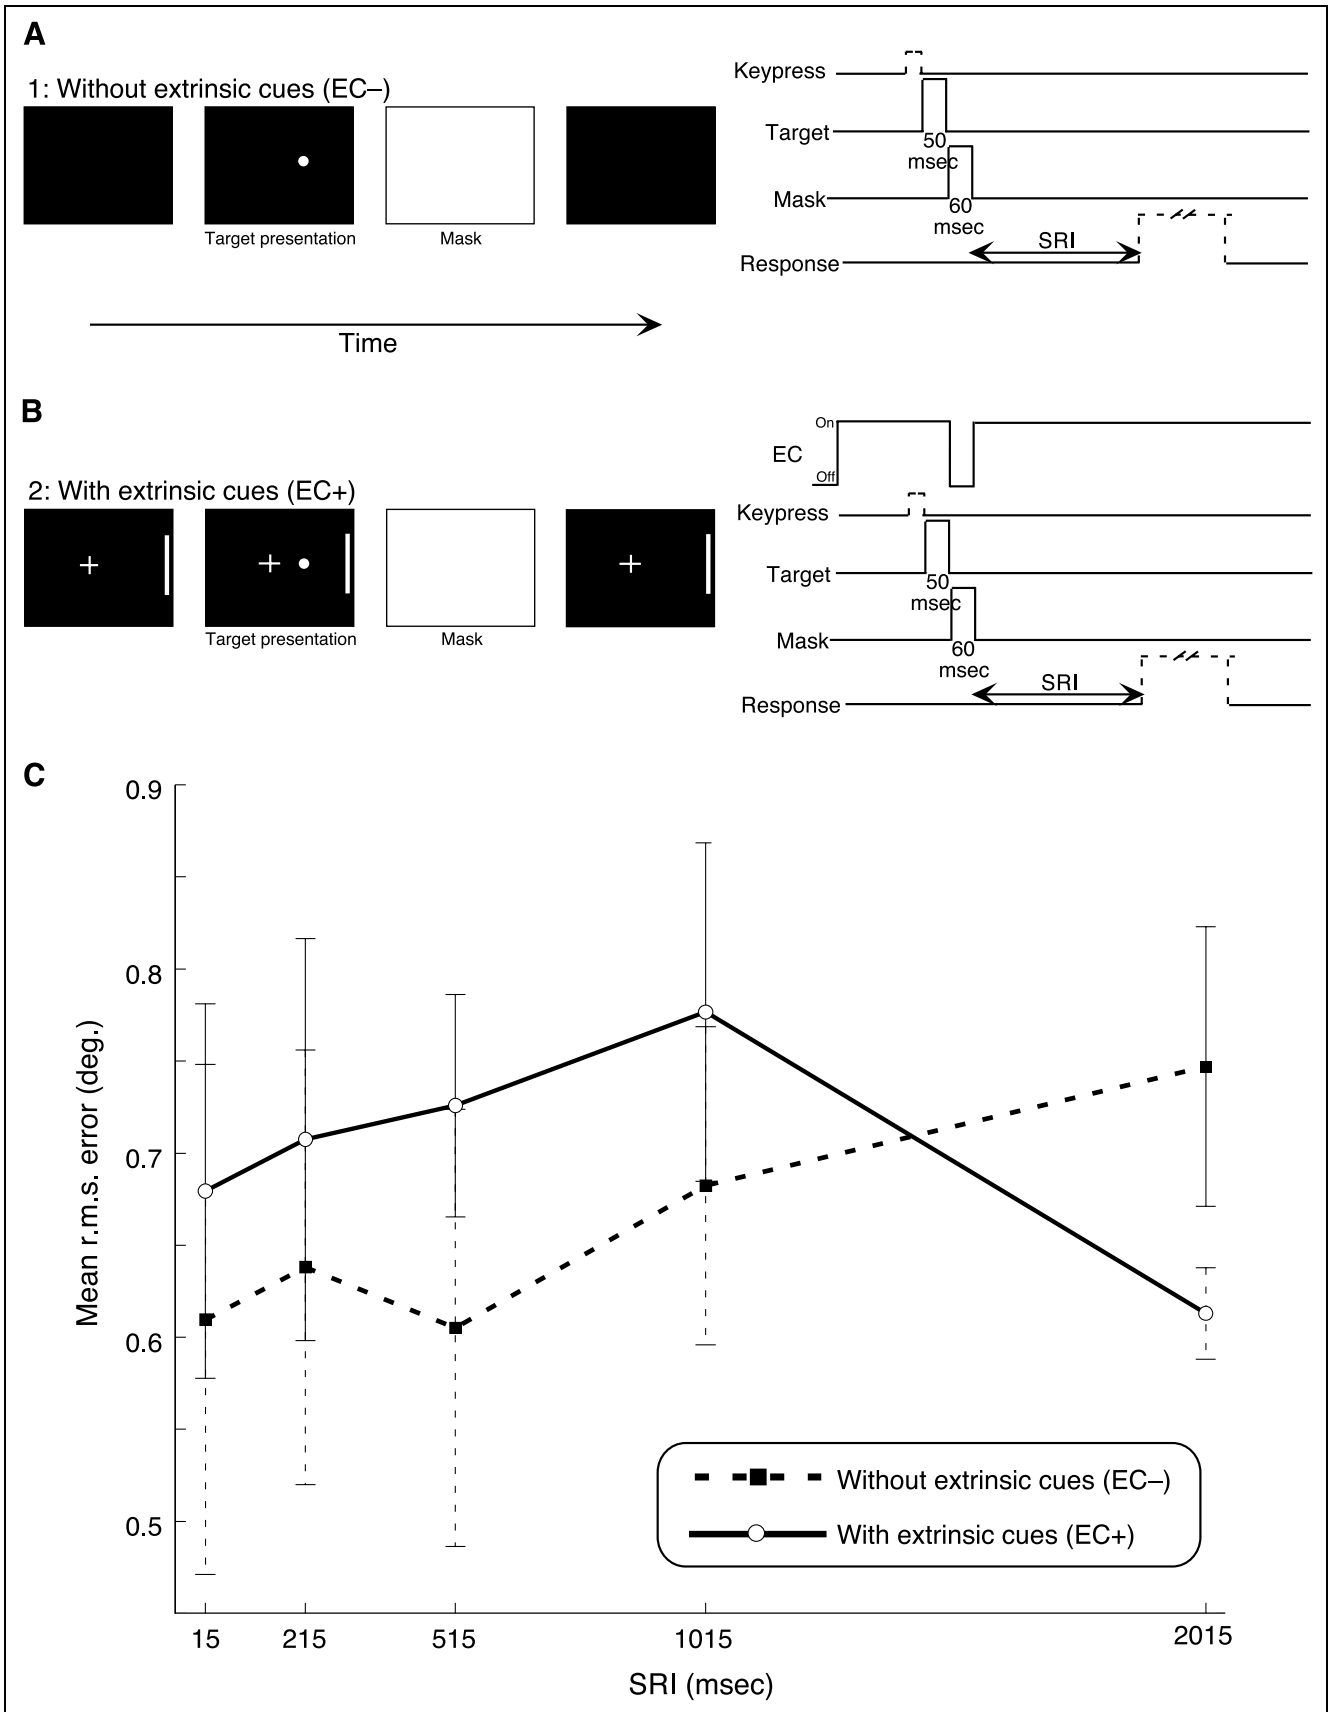 A
1: Without extrinsic cues (EC–)
Target presentation
Mask
Time
Keypress
Target
50
msec
Mask
60
msec
SRI
Response
B
2: With extrinsic cues (EC+)
Target presentation
Mask
On
EC
Off
Keypress
Target
50
msec
Mask
60
msec
SRI
Response
C
0.9
0.8
0.7
0.6
0.5
Mean r.m.s. error (deg.)
Without extrinsic cues (EC–)
With extrinsic cues (EC+)
15 215 515 1015 2015
SRI (msec)